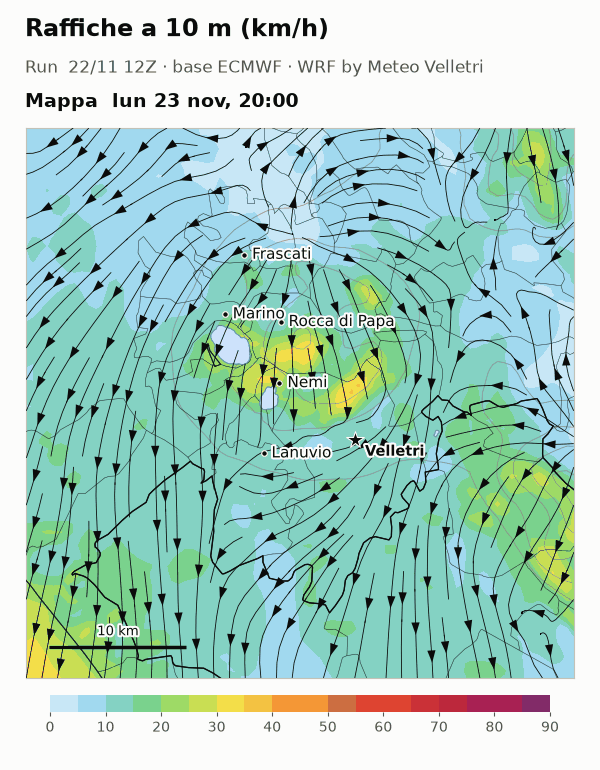 Raffiche a 10 m (km/h)
Run  22/11 12Z · base ECMWF · WRF by Meteo Velletri
Mappa  lun 23 nov, 20:00
Frascati
Marino
Rocca di Papa
Nemi
Velletri
Lanuvio
10 km
0 10 20 30 40 50 60 70 80 90